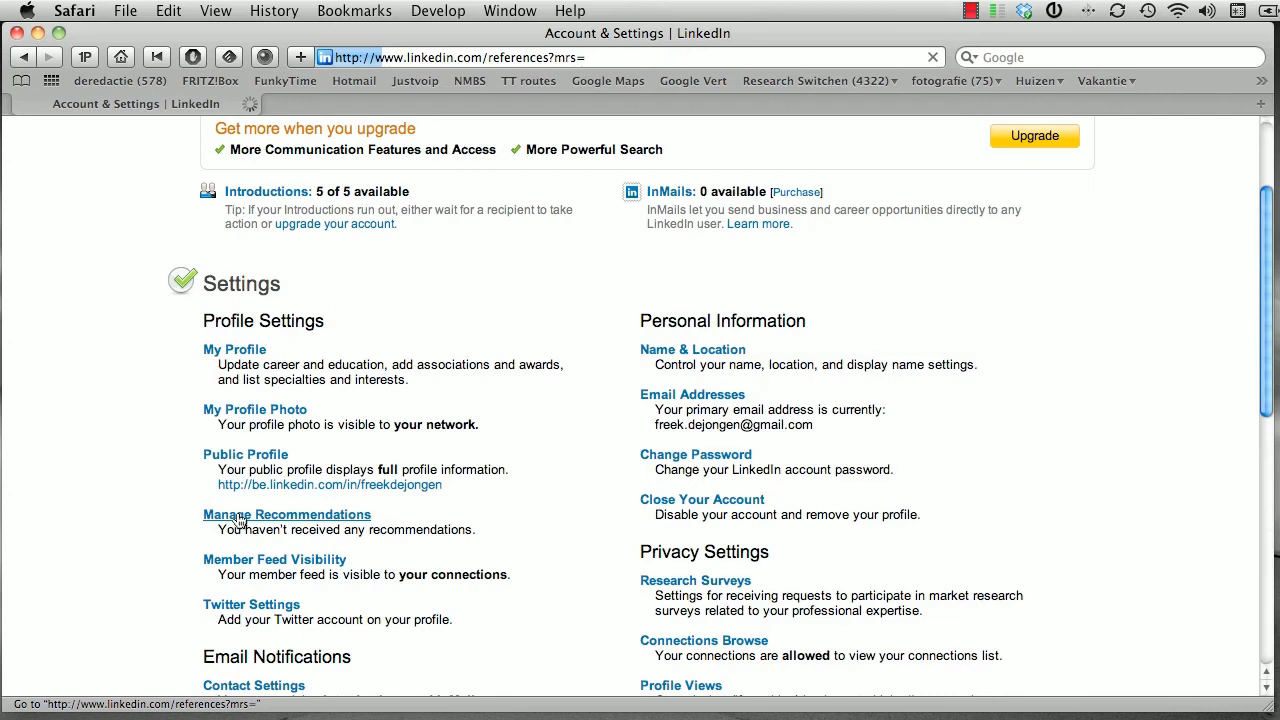 Safari File Edit View History Bookmarks Develop Window Help
Account & Settings | LinkedIn
1P http://www.linkedin.com/references?mrs= Google
deredactie (578) FRITZ!Box FunkyTime Hotmail Justvoip NMBS TT routes Google Maps Google Vert Research Switchen (4322) fotografie (75) Huizen Vakantie
Account & Settings | LinkedIn
Get more when you upgrade
More Communication Features and Access More Powerful Search
Upgrade
Introductions: 5 of 5 available
Tip: If your Introductions run out, either wait for a recipient to take
action or upgrade your account.
InMails: 0 available [Purchase]
InMails let you send business and career opportunities directly to any
LinkedIn user. Learn more.
Settings
Profile Settings
My Profile
Update career and education, add associations and awards,
and list specialties and interests.
My Profile Photo
Your profile photo is visible to your network.
Public Profile
Your public profile displays full profile information.
http://be.linkedin.com/in/freekdejongen
Manage Recommendations
You haven't received any recommendations.
Member Feed Visibility
Your member feed is visible to your connections.
Twitter Settings
Add your Twitter account on your profile.
Email Notifications
Contact Settings
Personal Information
Name & Location
Control your name, location, and display name settings.
Email Addresses
Your primary email address is currently:
freek.dejongen@gmail.com
Change Password
Change your LinkedIn account password.
Close Your Account
Disable your account and remove your profile.
Privacy Settings
Research Surveys
Settings for receiving requests to participate in market research
surveys related to your professional expertise.
Connections Browse
Your connections are allowed to view your connections list.
Profile Views
Go to "http://www.linkedin.com/references?mrs="